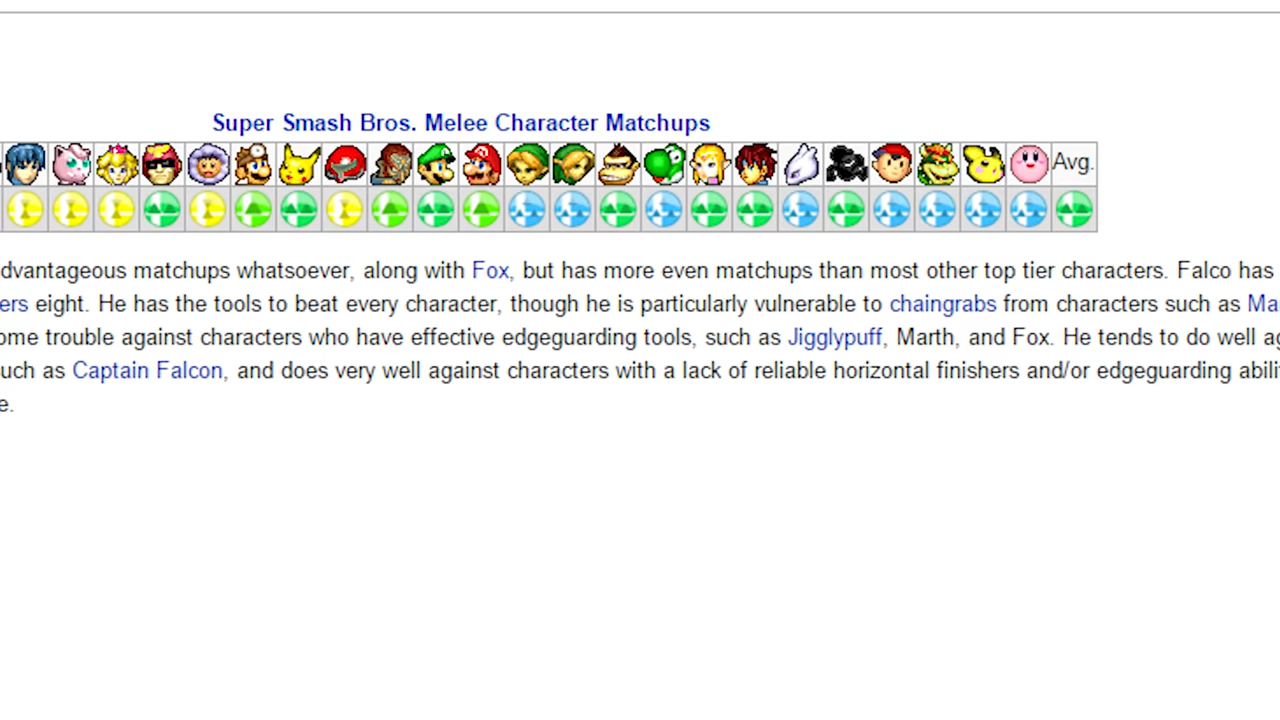 Super Smash Bros. Melee Character Matchups
Avg.
dvantageous matchups whatsoever, along with Fox, but has more even matchups than most other top tier characters. Falco has
ers eight. He has the tools to beat every character, though he is particularly vulnerable to chaingrabs from characters such as Ma
ome trouble against characters who have effective edgeguarding tools, such as Jigglypuff, Marth, and Fox. He tends to do well ag
uch as Captain Falcon, and does very well against characters with a lack of reliable horizontal finishers and/or edgeguarding abili
e.